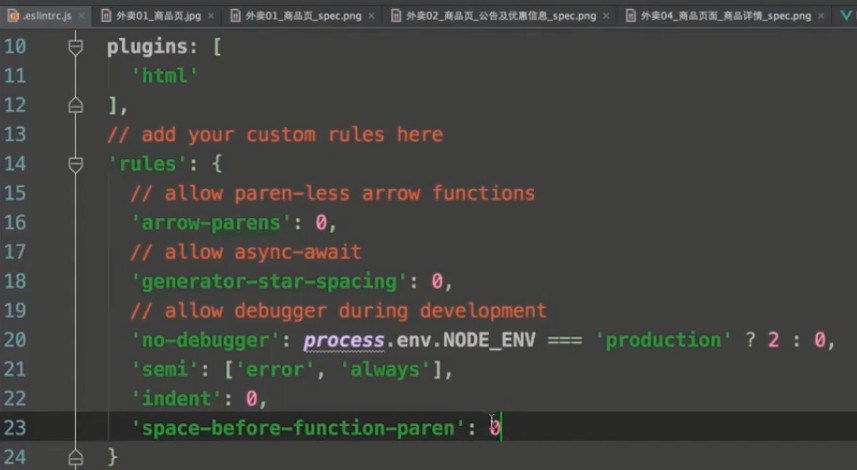 .eslintrc.js 外卖01_商品页.jpg 外卖01_商品页_spec.png 外卖02_商品页_公告及优惠信息_spec.png 外卖04_商品页面_商品详情_spec.png
10 plugins: [
11 'html'
12 ],
13 // add your custom rules here
14 'rules': {
15 // allow paren-less arrow functions
16 'arrow-parens': 0,
17 // allow async-await
18 'generator-star-spacing': 0,
19 // allow debugger during development
20 'no-debugger': process.env.NODE_ENV === 'production' ? 2 : 0,
21 'semi': ['error', 'always'],
22 'indent': 0,
23 'space-before-function-paren': 0
24 }